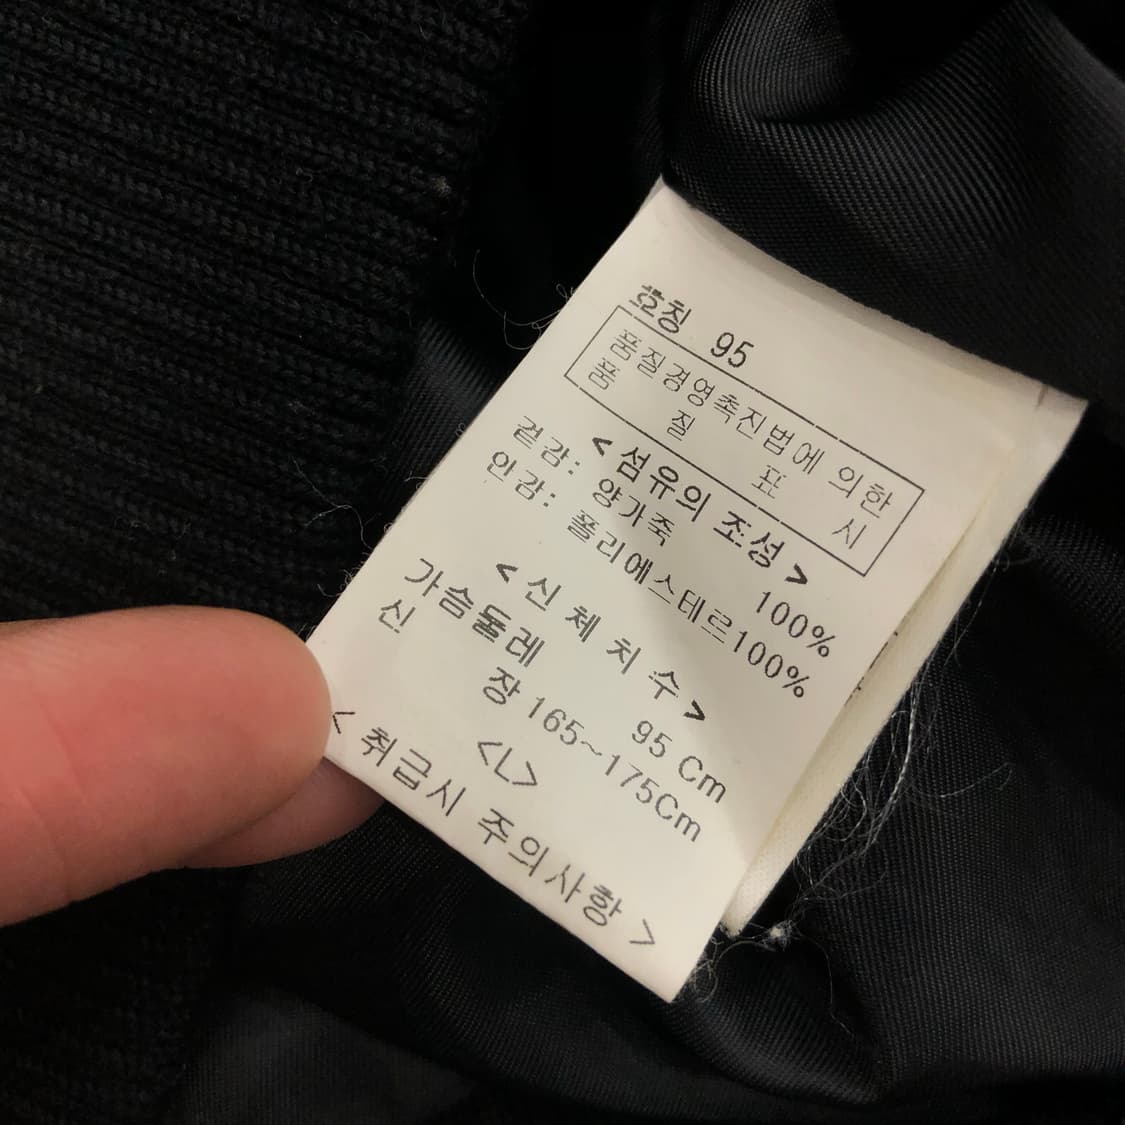 호칭 95
품질경영촉진법에 의한
품 질 표 시
<섬유의 조성>
겉감: 양가죽 100%
안감: 폴리에스테르100%
<신 체 치 수>
가슴둘레 95 Cm
신 장 165~175Cm
<L>
<취급시 주의사항>